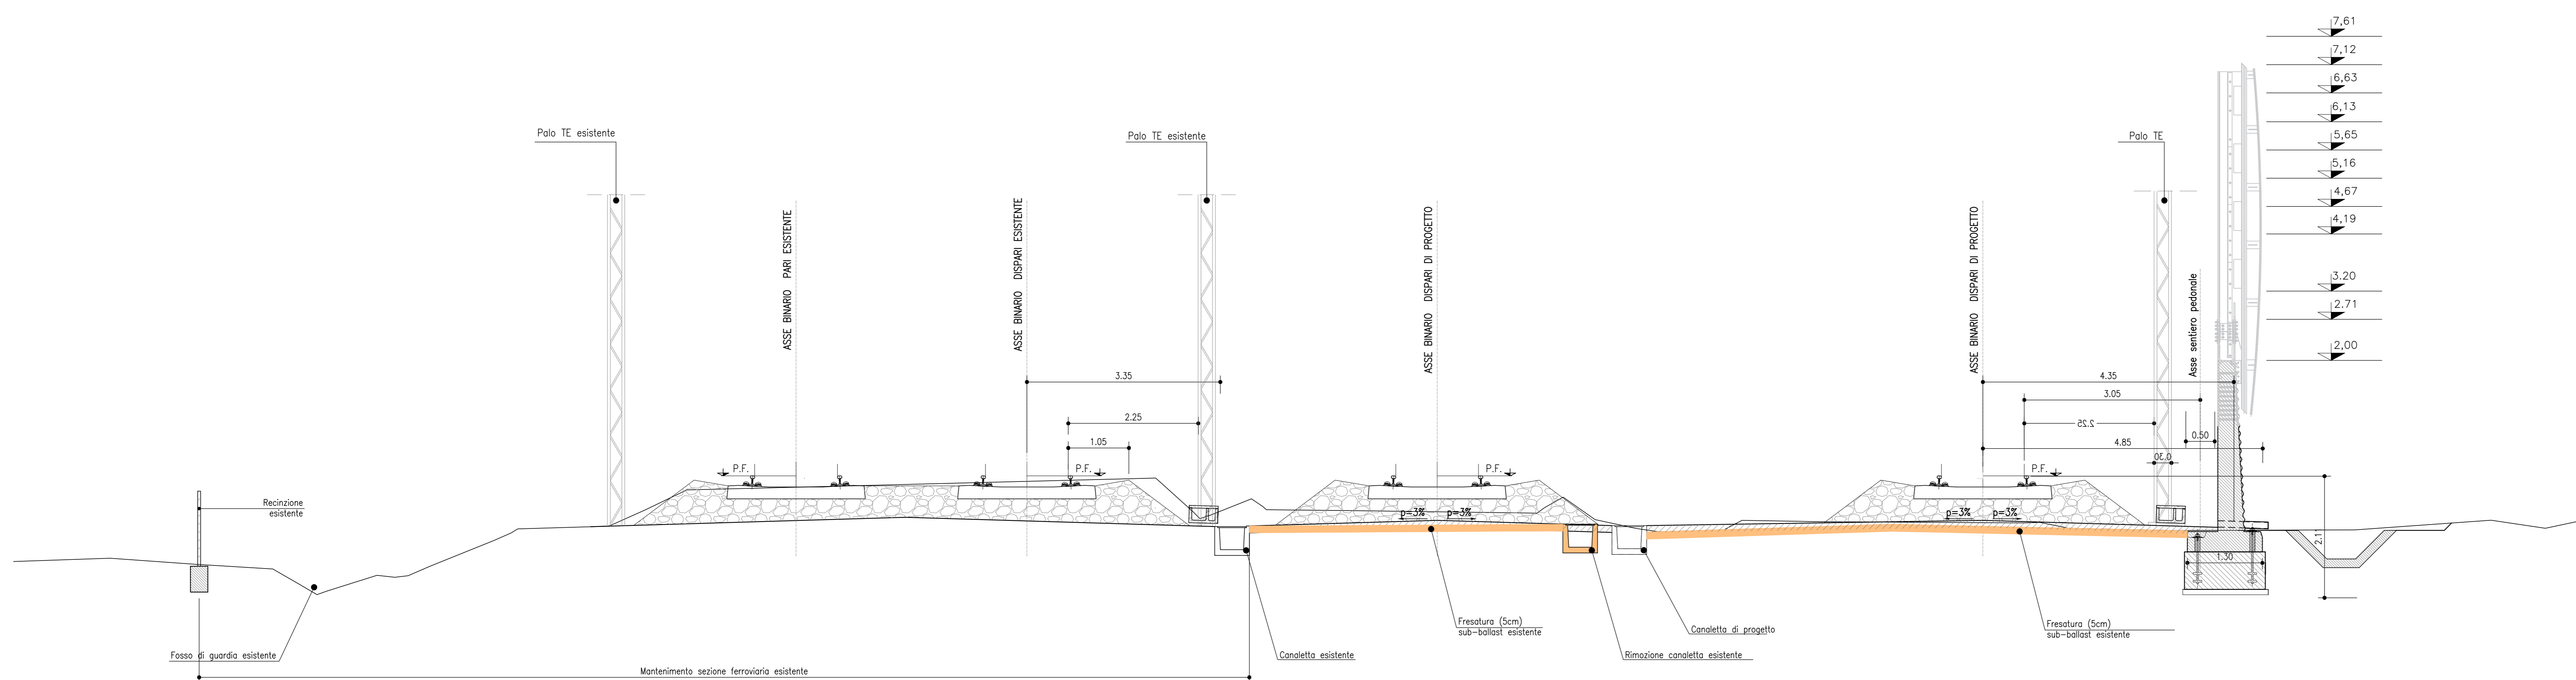 7,61
7,12
6,63
6,13
5,65
5,16
4,67
4,19
3.20
2.71
2,00
Palo TE esistente
Palo TE esistente
Palo TE
ASSE BINARIO PARI ESISTENTE
ASSE BINARIO DISPARI ESISTENTE
ASSE BINARIO DISPARI DI PROGETTO
ASSE BINARIO DISPARI DI PROGETTO
Asse sentiero pedonale
3.35
2.25
1.05
4.35
3.05
2.25
0.50
4.85
0.30
P.F.
P.F.
P.F.
P.F.
Recinzione
esistente
p=3%
p=3%
p=3%
p=3%
1.30
Fosso di guardia esistente
Mantenimento sezione ferroviaria esistente
Canaletta esistente
Fresatura (5cm)
sub-ballast esistente
Rimozione canaletta esistente
Canaletta di progetto
Fresatura (5cm)
sub-ballast esistente